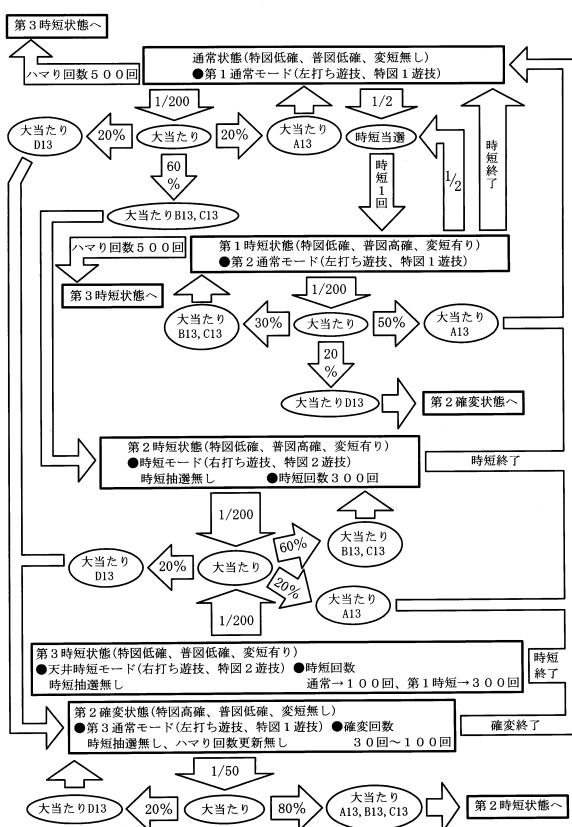 第3時短状態へ
通常状態(特図低確、普図低確、変短無し)
●第1通常モード(左打ち遊技、特図1遊技)
ハマり回数500回
1/200
1/2
大当たり
D13
20%
大当たり
20%
大当たり
A13
時短当選
時短終了
1/2
60
%
時短1回
大当たりB13,C13
ハマり回数500回
第1時短状態(特図低確、普図高確、変短有り)
●第2通常モード(左打ち遊技、特図1遊技)
第3時短状態へ
1/200
大当たり
B13,C13
30%
大当たり
50%
大当たり
A13
20
%
大当たりD13
第2確変状態へ
第2時短状態(特図低確、普図高確、変短有り)
●時短モード(右打ち遊技、特図2遊技)
時短抽選無し ●時短回数300回
時短終了
1/200
大当たり
D13
20%
大当たり
60%
大当たり
B13,C13
20%
大当たり
A13
1/200
第3時短状態(特図低確、普図低確、変短有り)
●天井時短モード(右打ち遊技、特図2遊技) ●時短回数
時短抽選無し 通常→100回、第1時短→300回
時短
終了
第2確変状態(特図高確、普図低確、変短無し)
●第3通常モード(左打ち遊技、特図1遊技) ●確変回数
時短抽選無し、ハマり回数更新無し 30回~100回
確変終了
1/50
大当たりD13
20%
大当たり
80%
大当たり
A13,B13,C13
第2時短状態へ